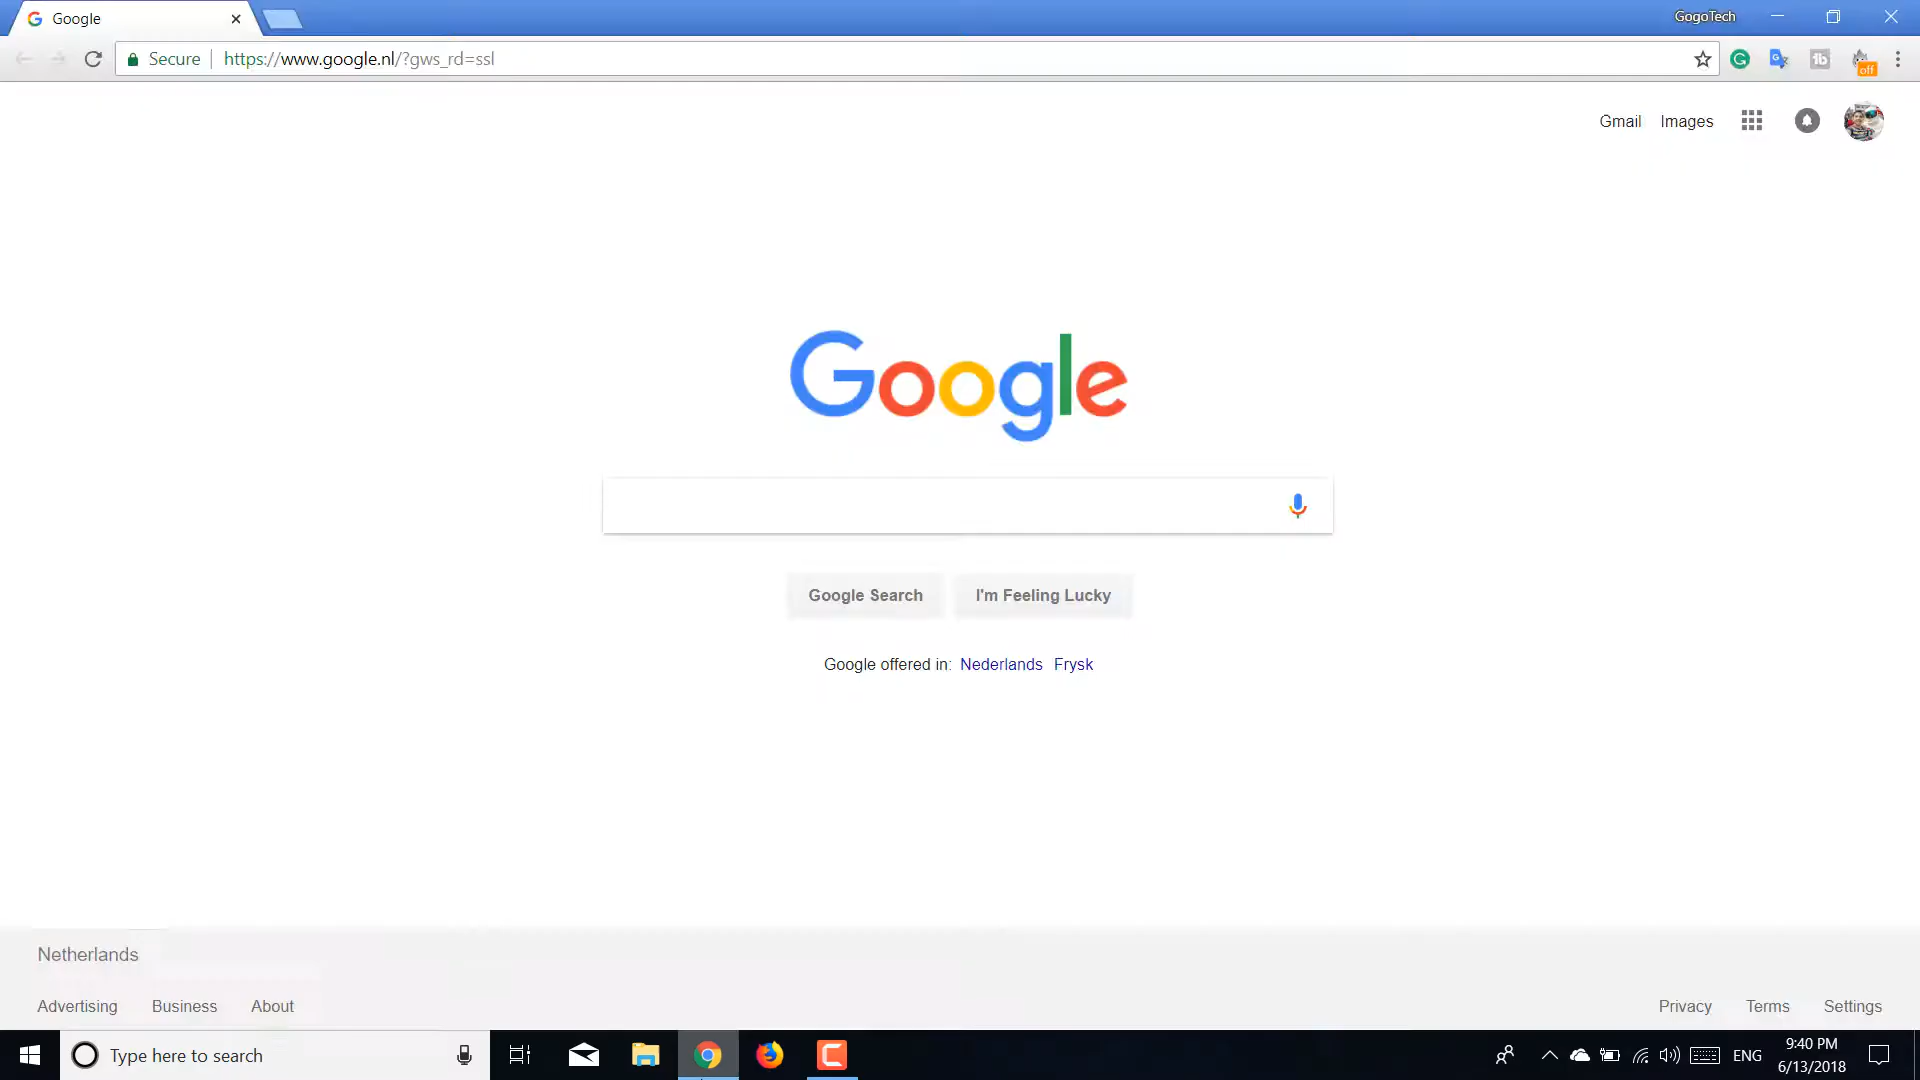 Google
GogoTech
Secure
https://www.google.nl/?gws_rd=ssl
off
Gmail Images
Google
Google Search I'm Feeling Lucky
Google offered in: Nederlands Frysk
Netherlands
Advertising Business About
Privacy Terms Settings
Type here to search
ENG
9:40 PM
6/13/2018